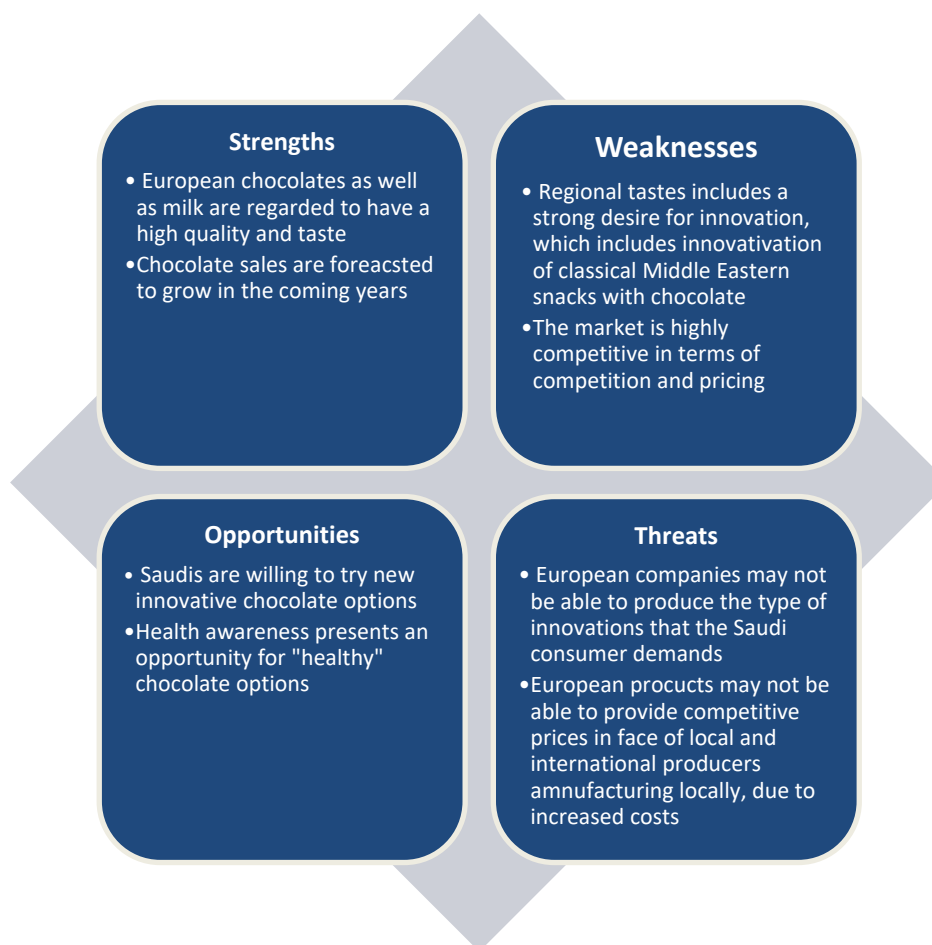 Strengths
• European chocolates as well
as milk are regarded to have a
high quality and taste
•Chocolate sales are foreacsted
to grow in the coming years
Weaknesses
• Regional tastes includes a
strong desire for innovation,
which includes innovativation
of classical Middle Eastern
snacks with chocolate
•The market is highly
competitive in terms of
competition and pricing
Opportunities
• Saudis are willing to try new
innovative chocolate options
•Health awareness presents an
opportunity for "healthy"
chocolate options
Threats
• European companies may not
be able to produce the type of
innovations that the Saudi
consumer demands
•European procucts may not be
able to provide competitive
prices in face of local and
international producers
amnufacturing locally, due to
increased costs